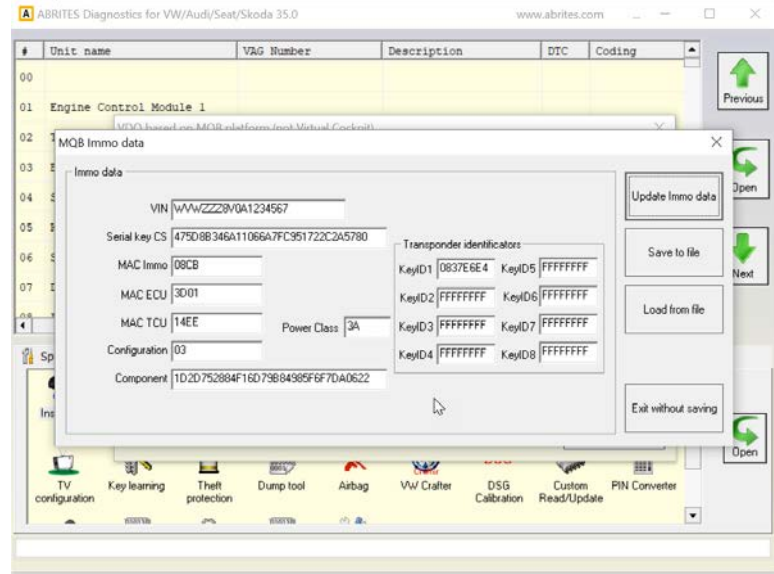 A ABRITES Diagnostics for VW/Audi/Seat/Skoda 35.0 www.abrites.com
# Unit name VAG Number Description DTC Coding
00
01 Engine Control Module 1
Previous
VDO based on MQB platform (not Virtual Cockpit)
02
MQB Immo data
03
Immo data
Open
04
VIN WVWZZZ8V0A1234567
Update Immo data
05
Serial key CS 475D8B346A11066A7FC951722C2A5780
Transponder identificators
06
MAC Immo 08CB
KeyID1 0837E6E4 KeyID5 FFFFFFFF
Save to file
Next
07
MAC ECU 3D01
KeyID2 FFFFFFFF KeyID6 FFFFFFFF
Load from file
MAC TCU 14EE
Power Class 3A
KeyID3 FFFFFFFF KeyID7 FFFFFFFF
Configuration 03
KeyID4 FFFFFFFF KeyID8 FFFFFFFF
Sp
Component 1D2D752884F16D79B84985F6F7DA0622
Ins
Exit without saving
Open
TV configuration
Key learning
Theft protection
Dump tool
Airbag
VW Crafter
DSG Calibration
Custom Read/Update
PIN Converter